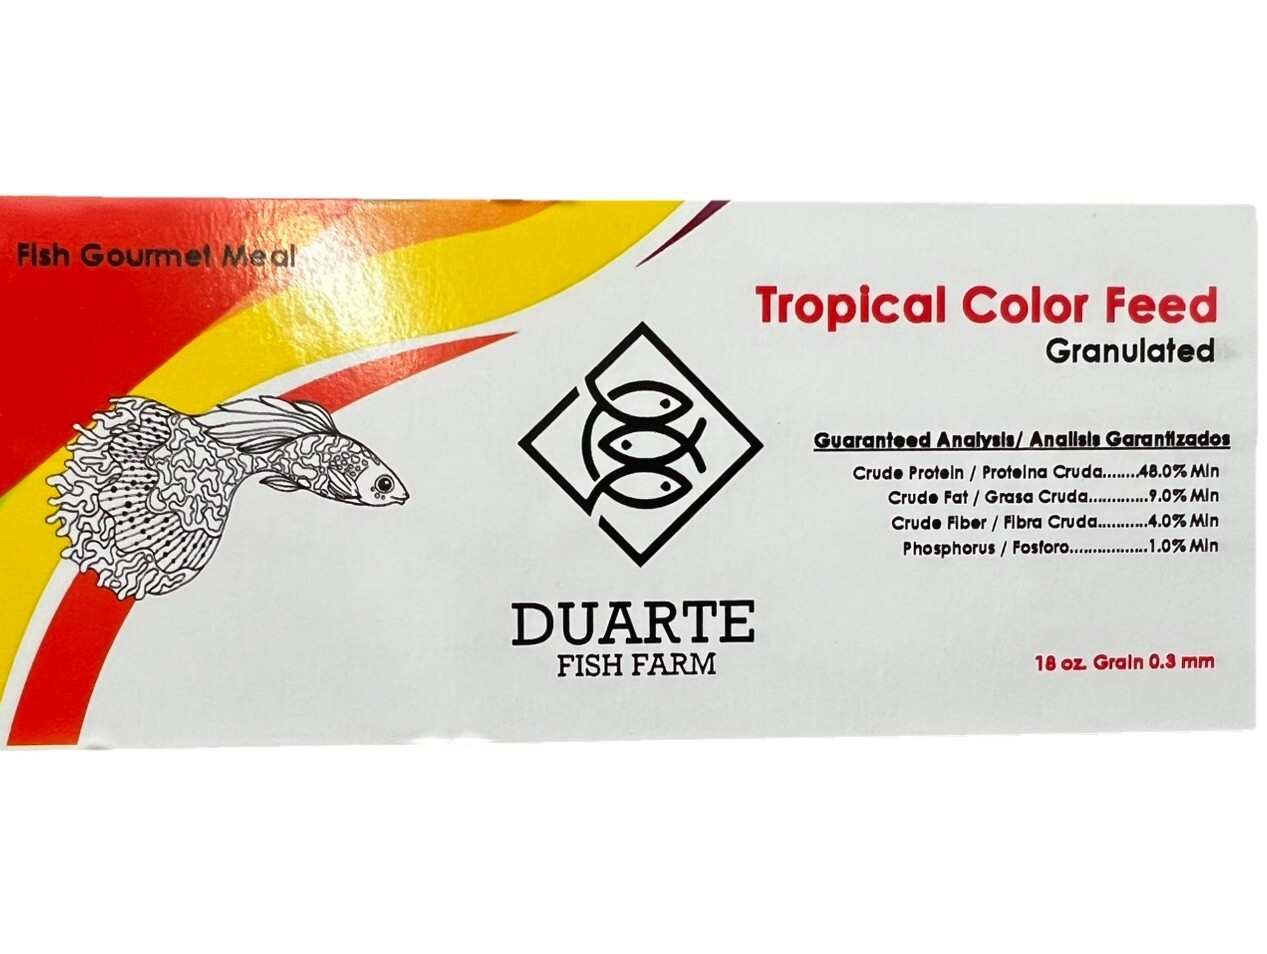 Fish Gourmet Meal
Tropical Color Feed
Granulated
Guaranteed Analysis/ Analisis Garantizados
Crude Protein / Proteina Cruda.......48.0% Min
Crude Fat / Grasa Cruda.............9.0% Min
Crude Fiber / Fibra Cruda...........4.0% Min
Phosphorus / Fosforo.................1.0% Min
DUARTE
FISH FARM
18 oz. Grain 0.3 mm